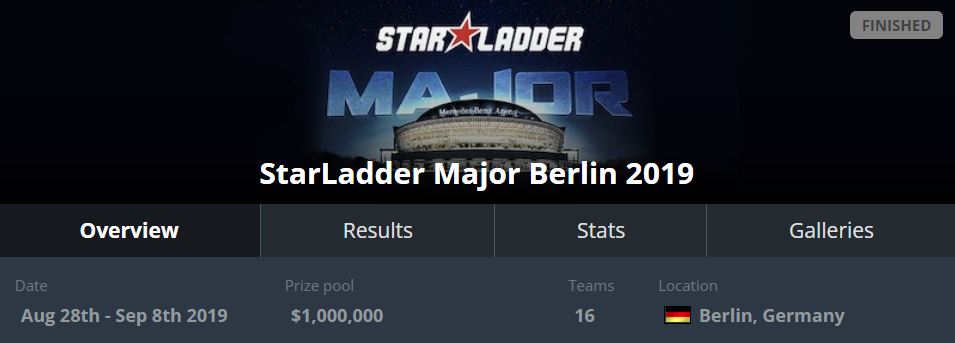 FINISHED
STAR LADDER
MAJOR
Mercedes-Benz Arena
StarLadder Major Berlin 2019
Overview Results Stats Galleries
Date Prize pool Teams Location
Aug 28th - Sep 8th 2019 $1,000,000 16 Berlin, Germany